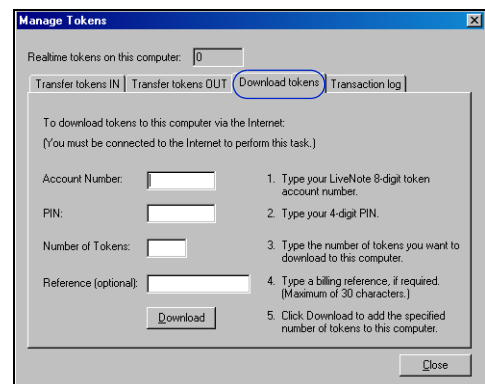 Manage Tokens
Realtime tokens on this computer: 0
Transfer tokens IN Transfer tokens OUT Download tokens Transaction log
To download tokens to this computer via the Internet:
(You must be connected to the Internet to perform this task.)
Account Number:
1. Type your LiveNote 8-digit token
account number.
PIN:
2. Type your 4-digit PIN.
Number of Tokens:
3. Type the number of tokens you want to
download to this computer.
Reference (optional):
4. Type a billing reference, if required.
(Maximum of 30 characters.)
Download
5. Click Download to add the specified
number of tokens to this computer.
Close